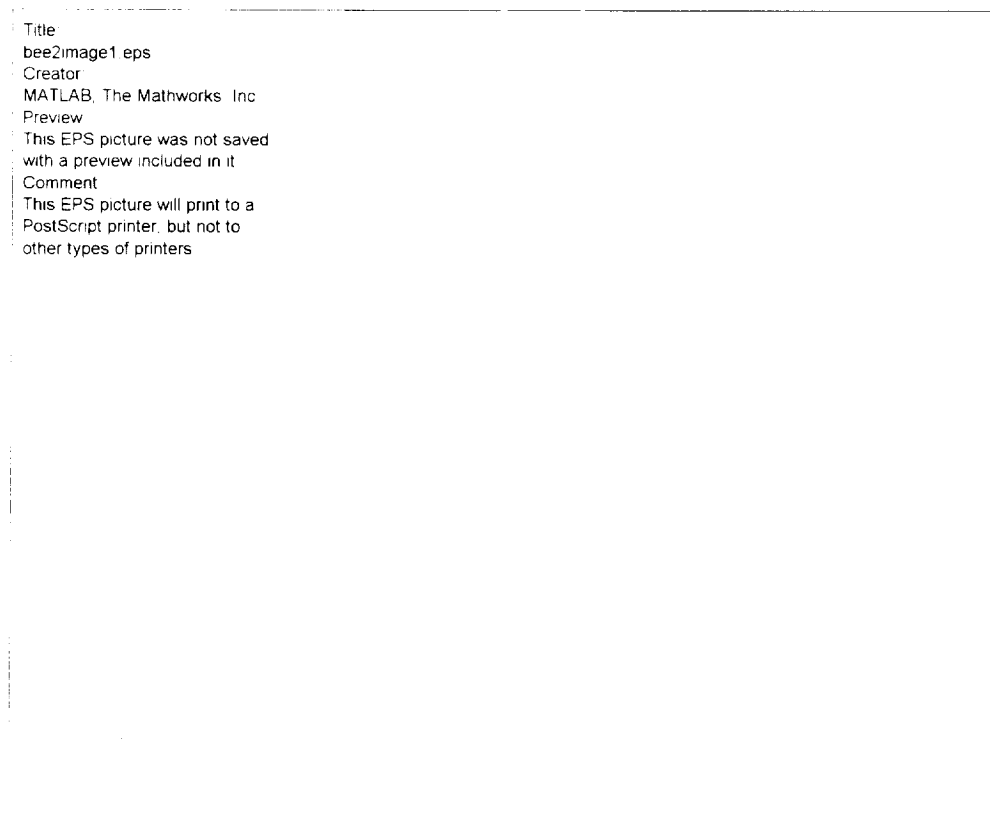 Title:
bee2image1.eps
Creator
MATLAB, The Mathworks Inc
Preview
This EPS picture was not saved
with a preview included in it
Comment
This EPS picture will print to a
PostScript printer, but not to
other types of printers